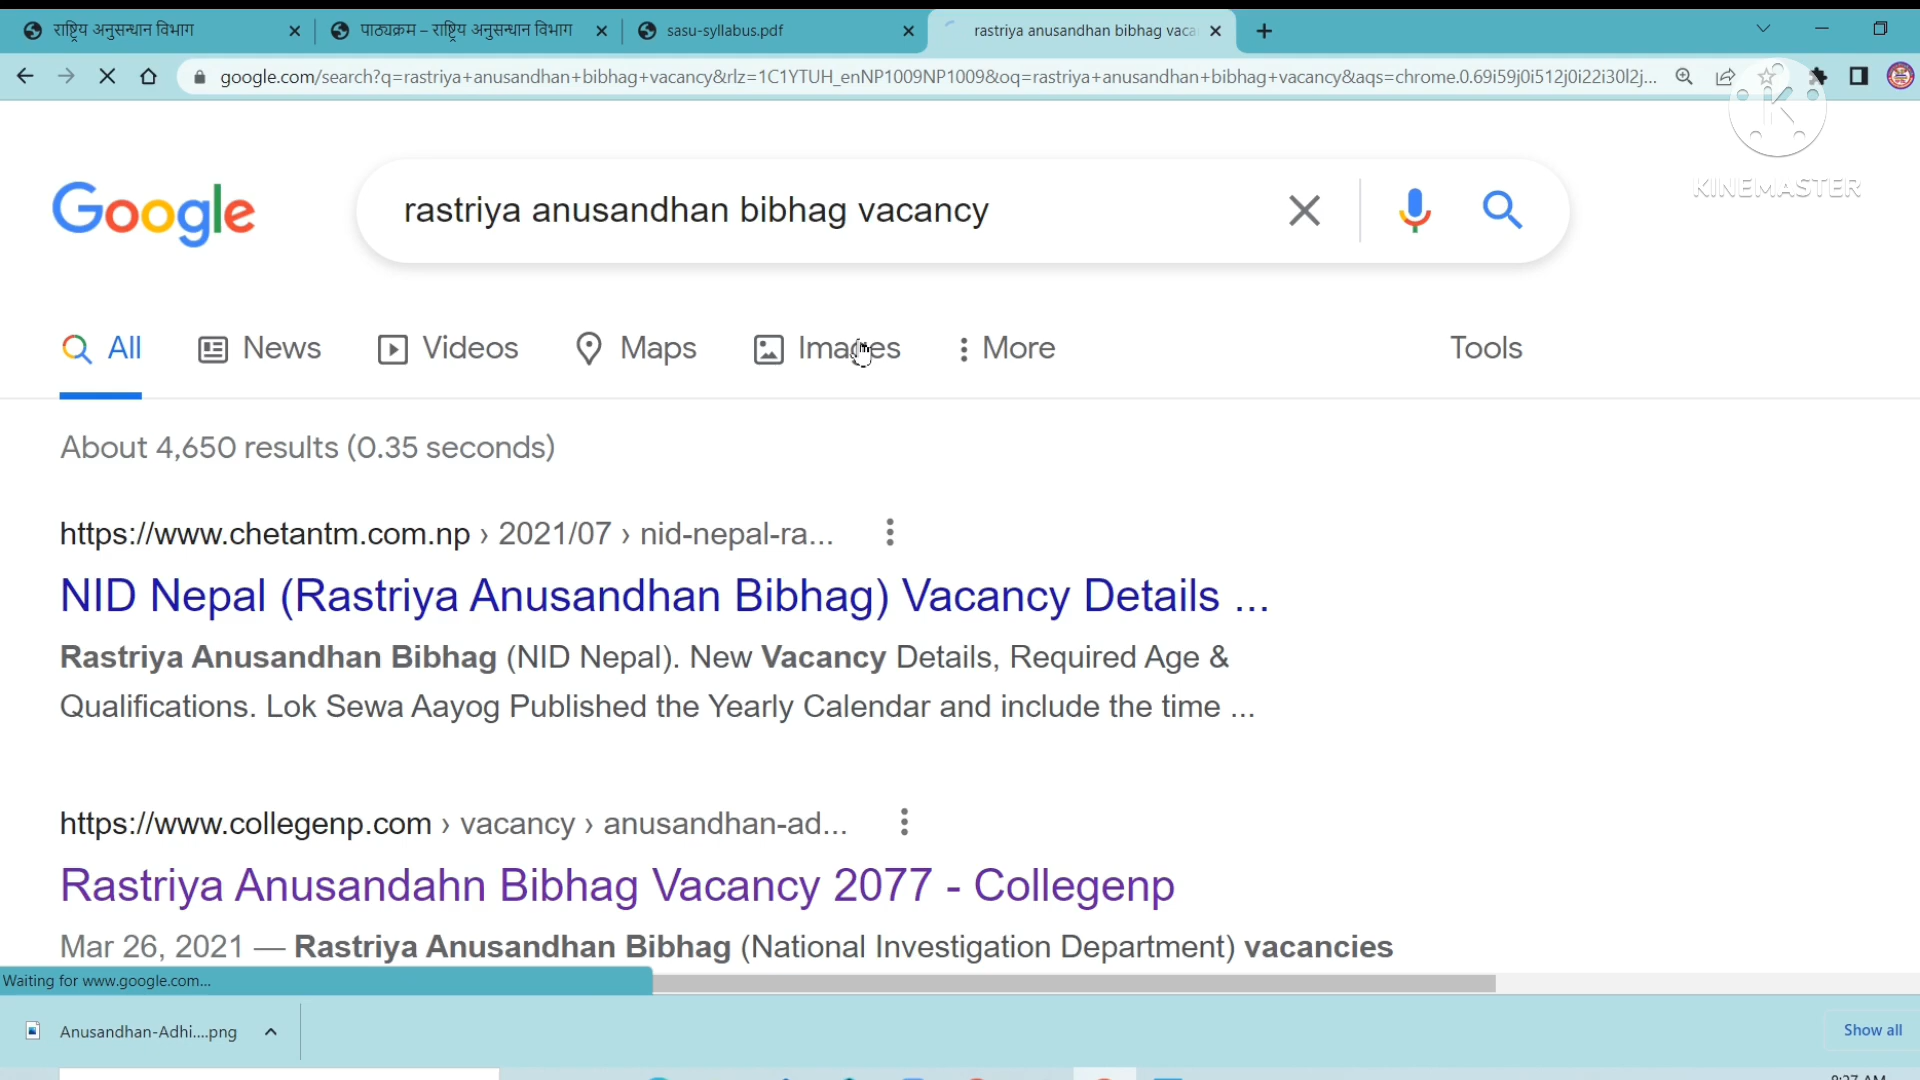 राष्ट्रिय अनुसन्धान विभाग
पाठ्यक्रम – राष्ट्रिय अनुसन्धान विभाग
sasu-syllabus.pdf
rastriya anusandhan bibhag vaca
google.com/search?q=rastriya+anusandhan+bibhag+vacancy&rlz=1C1YTUH_enNP1009NP1009&oq=rastriya+anusandhan+bibhag+vacancy&aqs=chrome.0.69i59j0i512j0i22i30l2j...
KINEMASTER
Google
rastriya anusandhan bibhag vacancy
All
News
Videos
Maps
Images
More
Tools
About 4,650 results (0.35 seconds)
https://www.chetantm.com.np › 2021/07 › nid-nepal-ra...
NID Nepal (Rastriya Anusandhan Bibhag) Vacancy Details ...
Rastriya Anusandhan Bibhag (NID Nepal). New Vacancy Details, Required Age &
Qualifications. Lok Sewa Aayog Published the Yearly Calendar and include the time ...
https://www.collegenp.com › vacancy › anusandhan-ad...
Rastriya Anusandahn Bibhag Vacancy 2077 - Collegenp
Mar 26, 2021 — Rastriya Anusandhan Bibhag (National Investigation Department) vacancies
Waiting for www.google.com...
Anusandhan-Adhi....png
Show all
8:27 AM